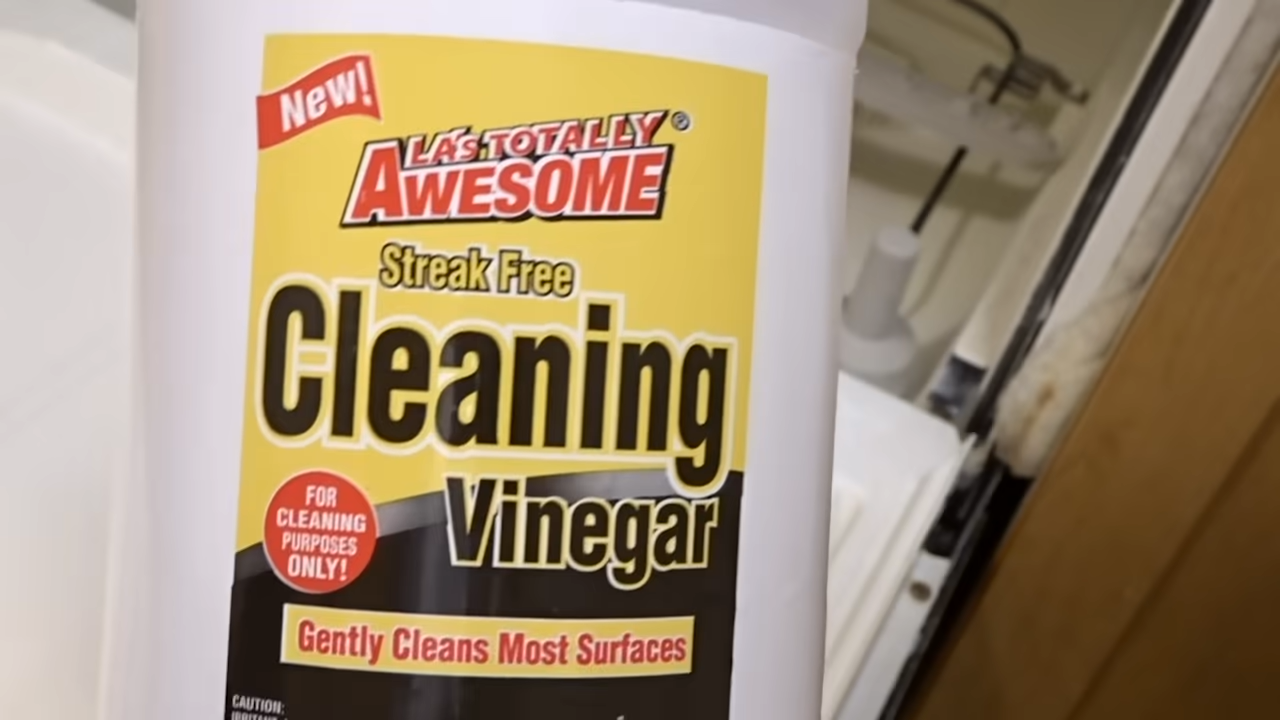 New!
LA's TOTALLY
AWESOME®
Streak Free
Cleaning
Vinegar
FOR
CLEANING
PURPOSES
ONLY!
Gently Cleans Most Surfaces
CAUTION: